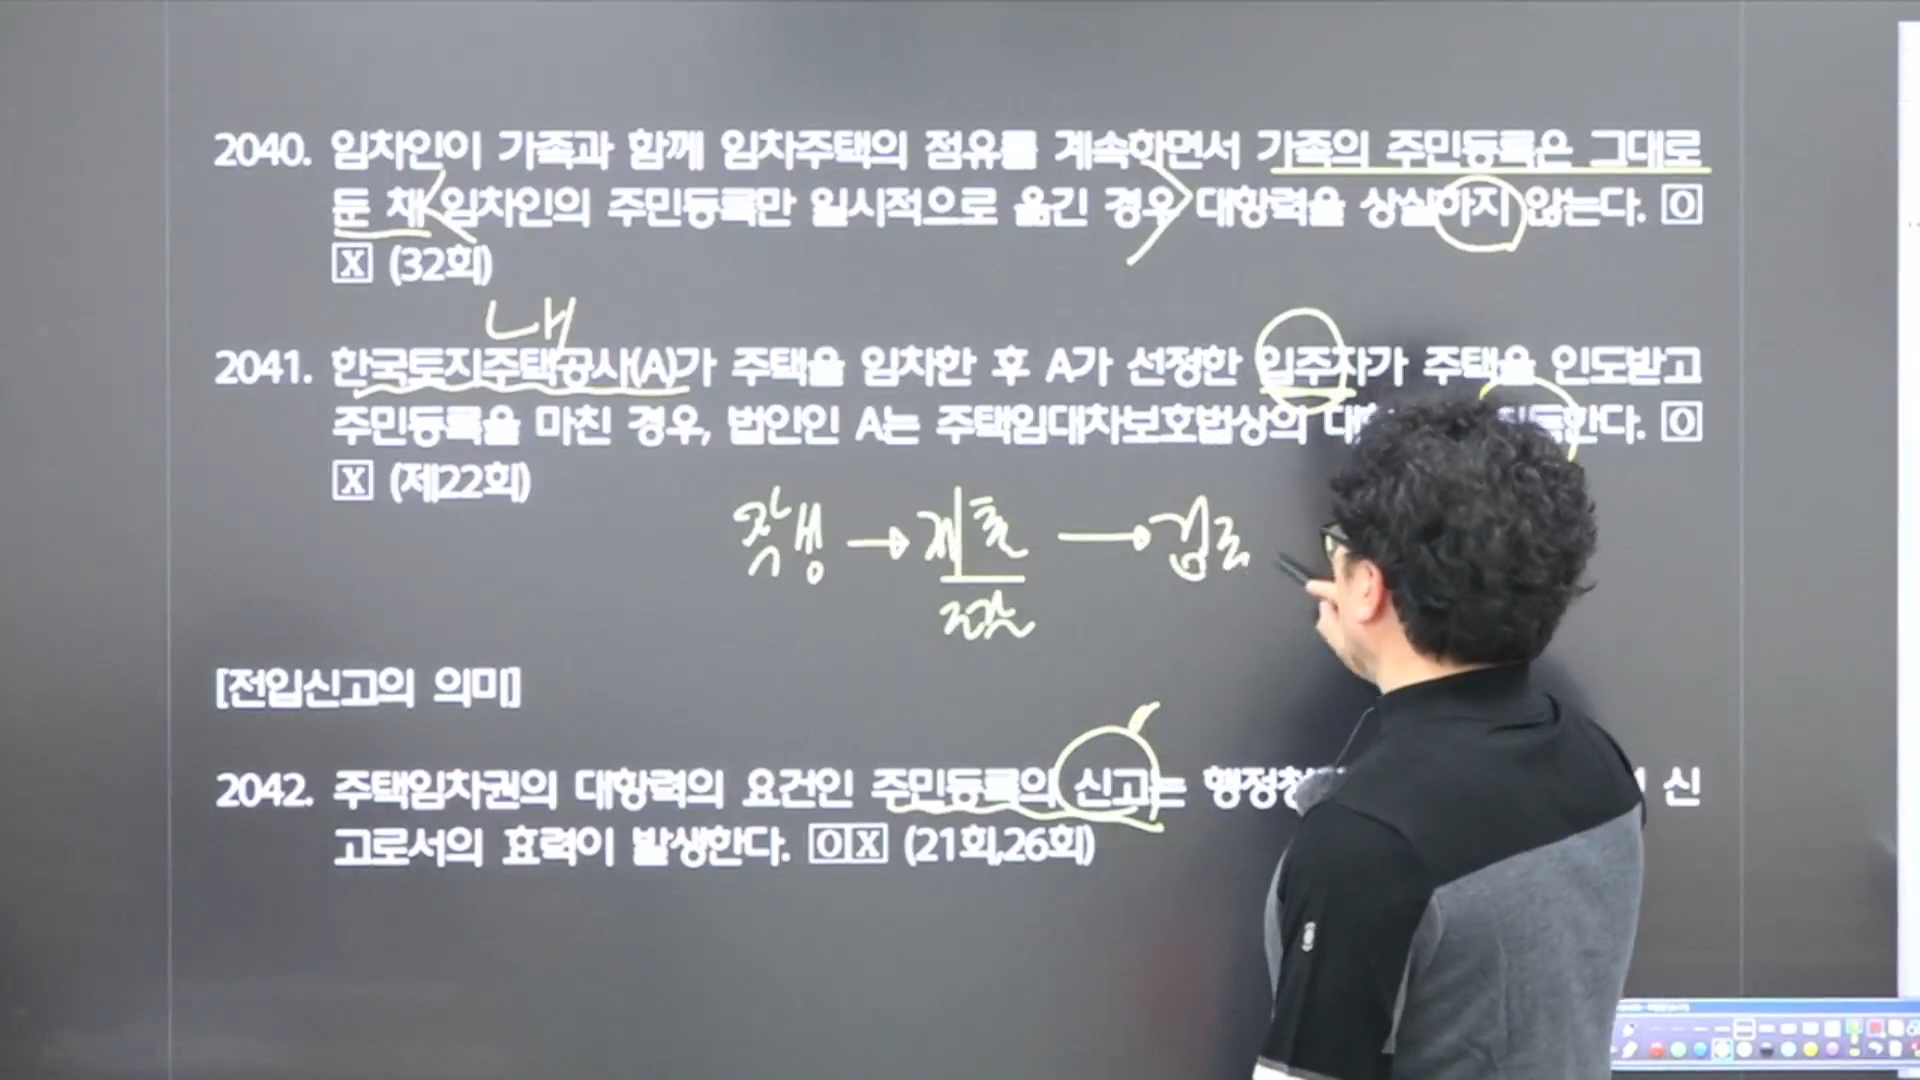 2040. 임차인이 가족과 함께 임차주택의 점유를 계속하면서 가족의 주민등록은 그대로
둔 채 임차인의 주민등록만 일시적으로 옮긴 경우 대항력을 상실하지 않는다. O
X (32회)
내
2041. 한국토지주택공사(A)가 주택을 임차한 후 A가 선정한 입주자가 주택을 인도받고
주민등록을 마친 경우, 법인인 A는 주택임대차보호법상의 한다. O
X (제22회)
작성 → 제출 →
[전입신고의 의미]
2042. 주택임차권의 대항력의 요건인 주민등록의 신고는 신
고로서의 효력이 발생한다. O X (21회,26회)